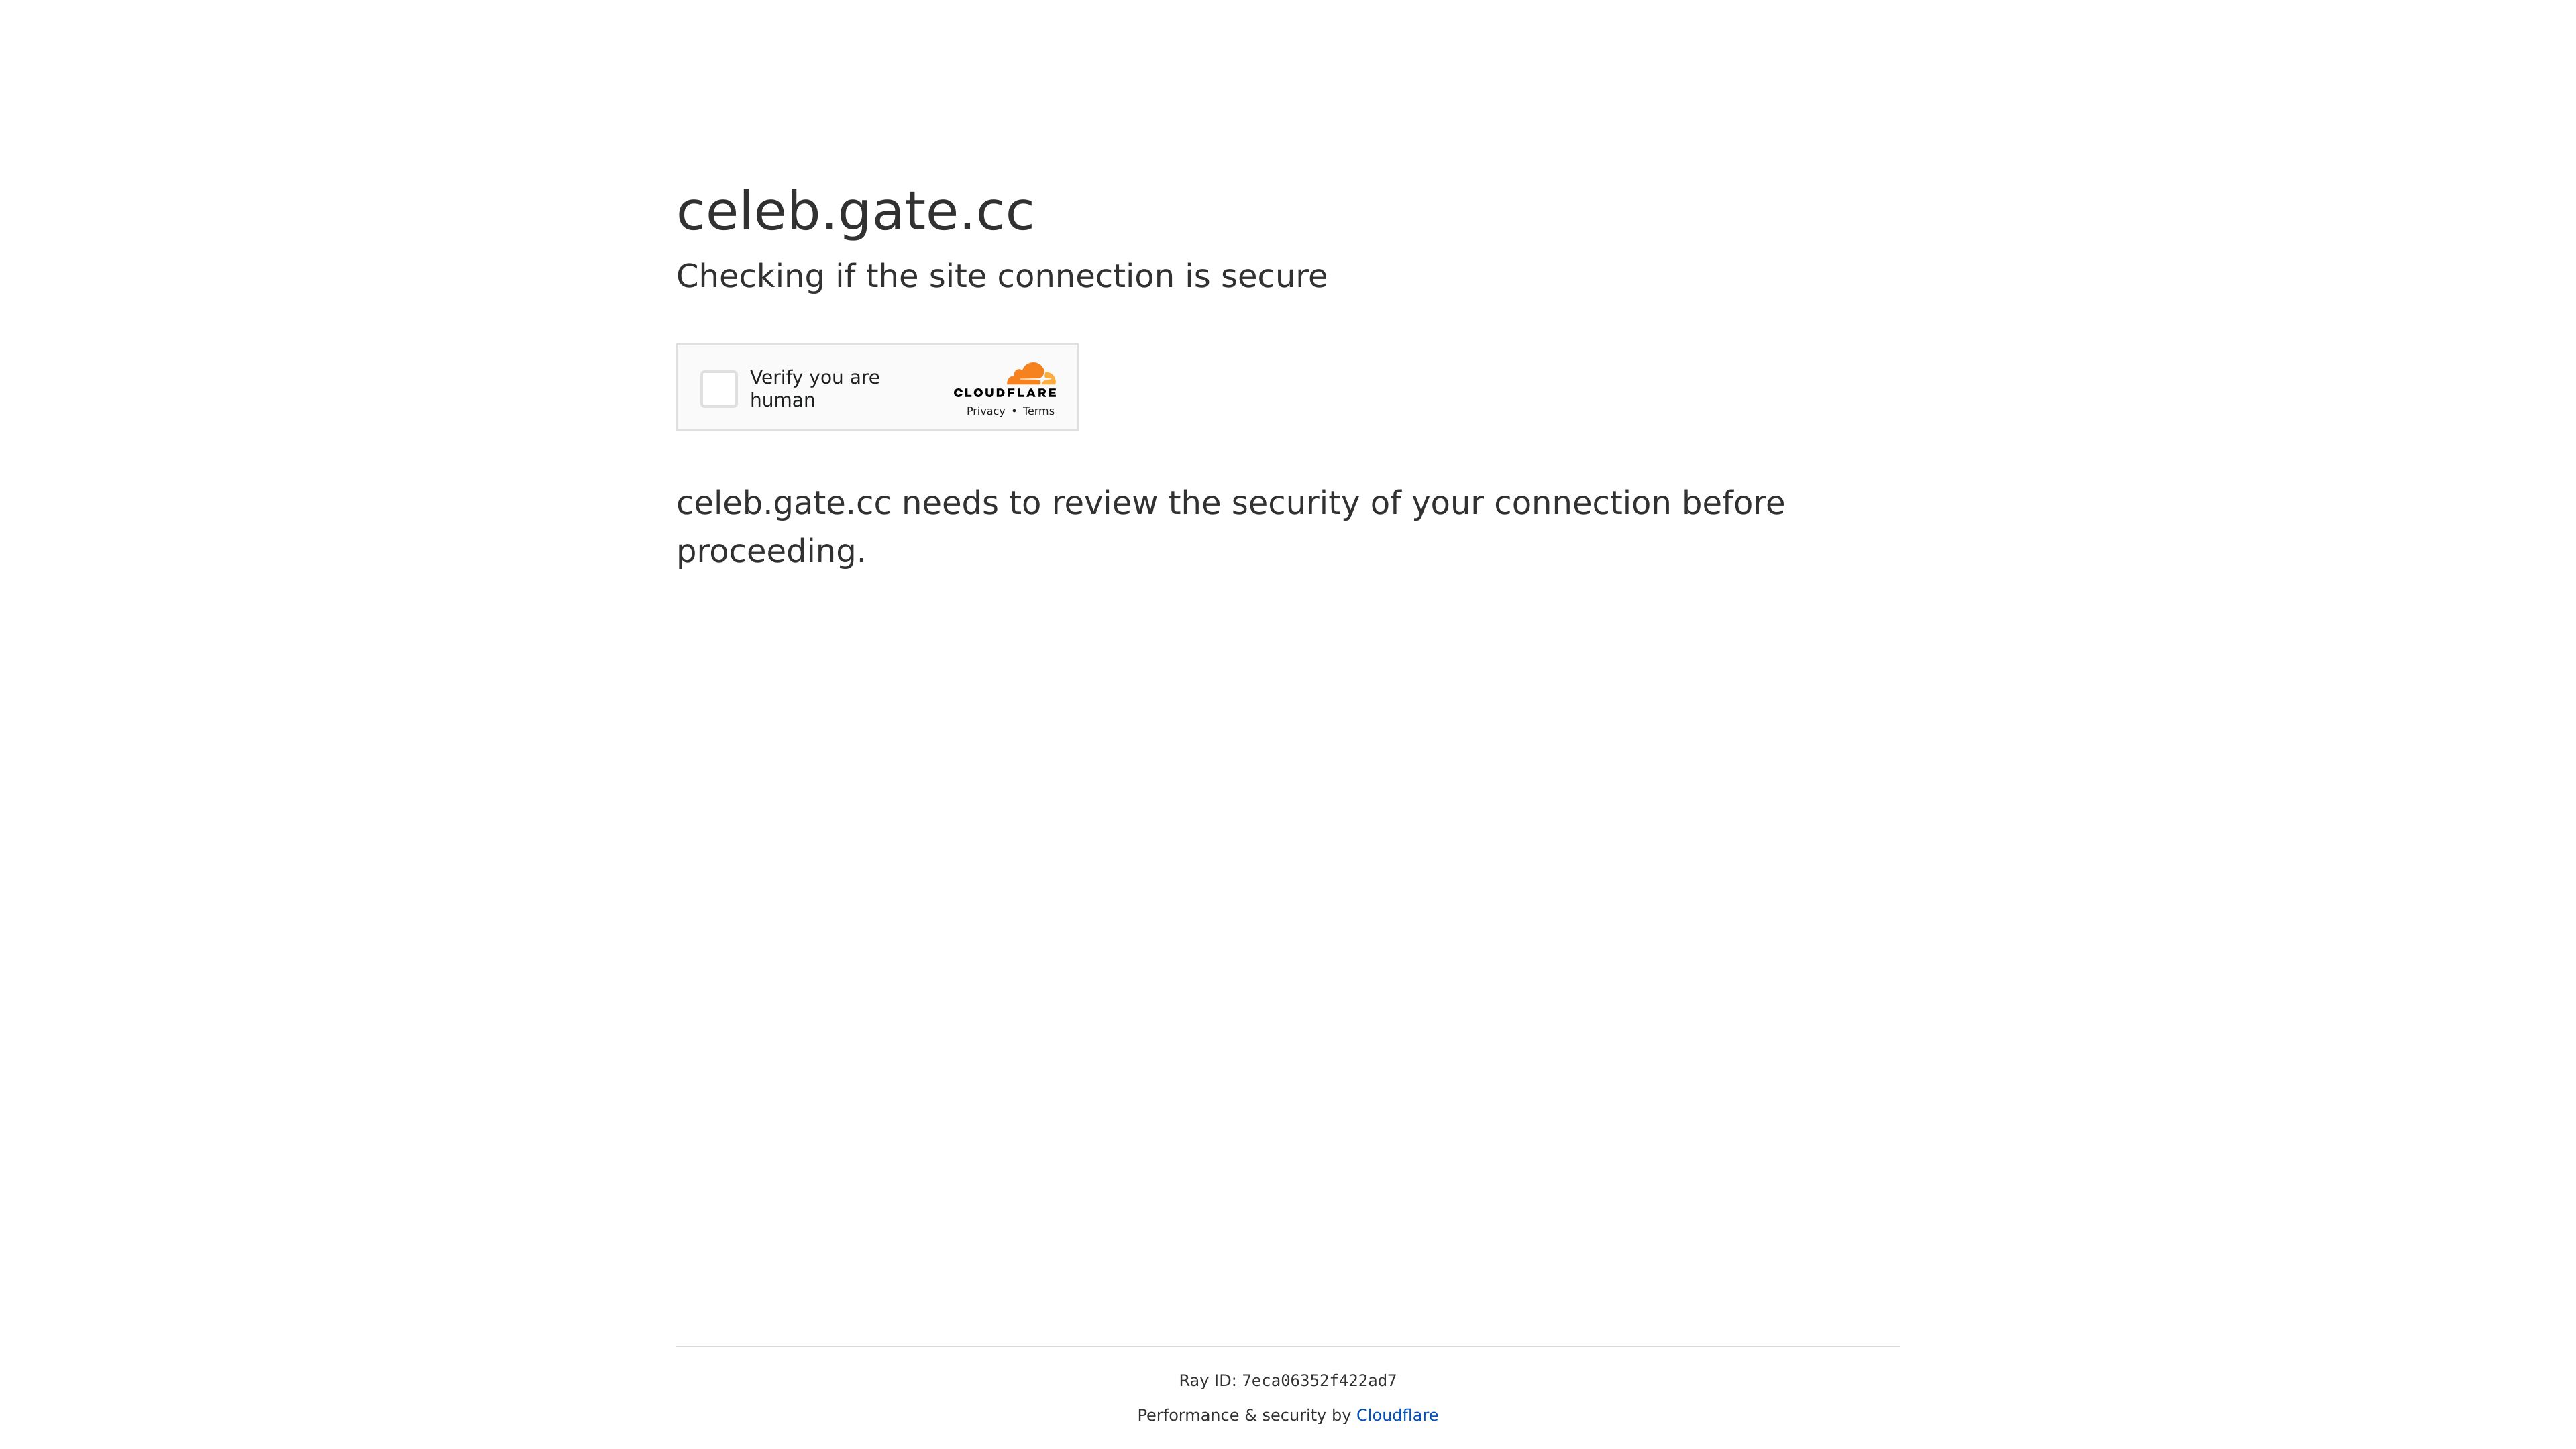 celeb.gate.cc
Checking if the site connection is secure
Verify you are
human
CLOUDFLARE
Privacy • Terms
celeb.gate.cc needs to review the security of your connection before
proceeding.
Ray ID: 7eca06352f422ad7
Performance & security by Cloudflare